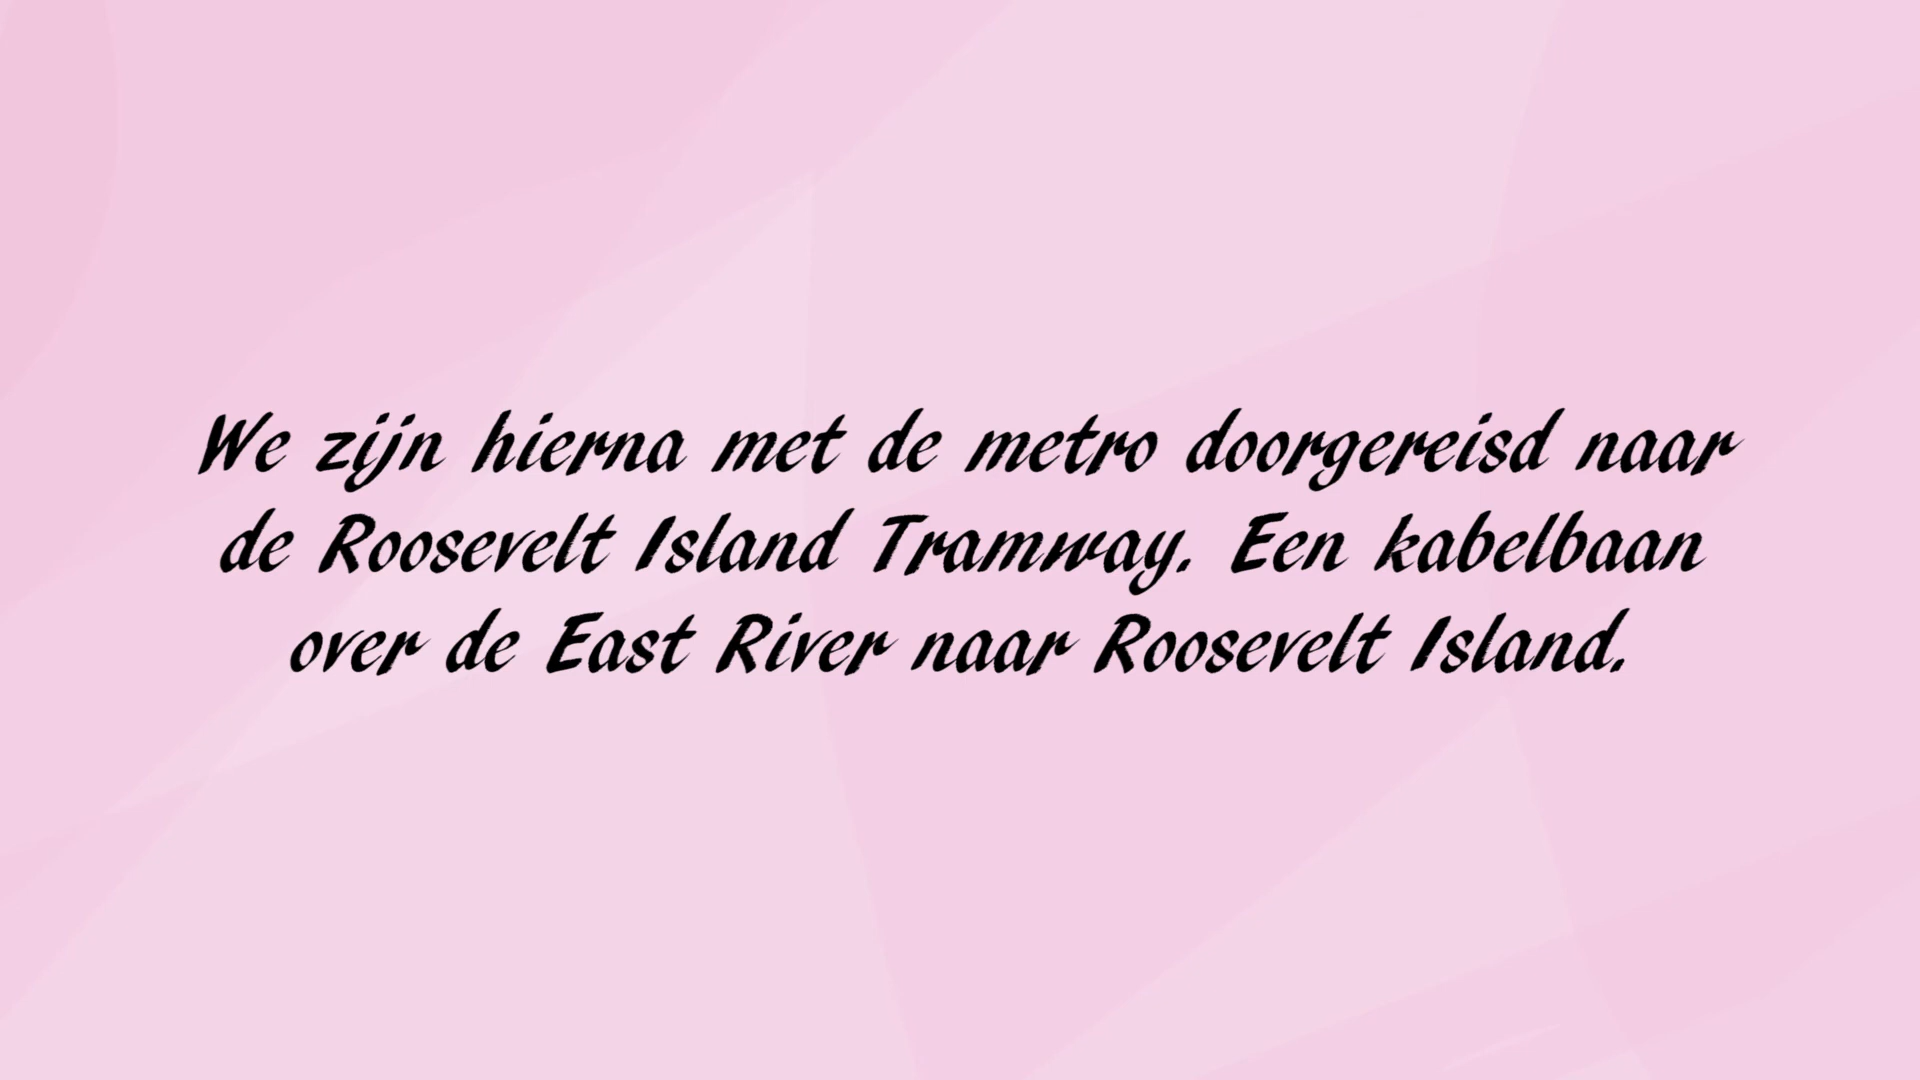 We zijn hierna met de metro doorgereisd naar
de Roosevelt Island Tramway. Een kabelbaan
over de East River naar Roosevelt Island.